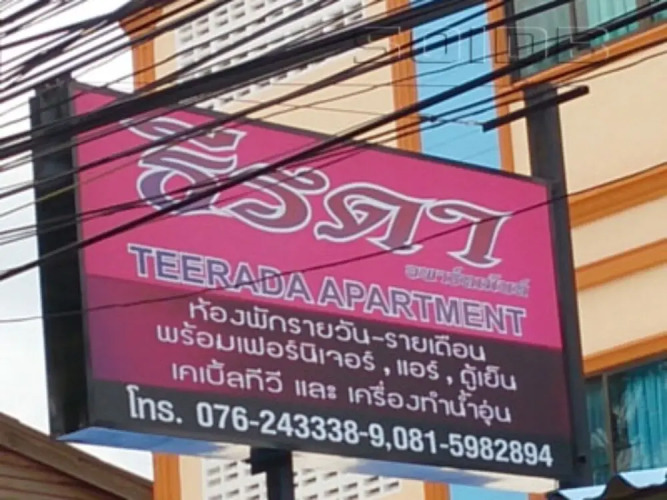 SOIDB
ธีรดา
อพาร์ตเม้นต์
TEERADA APARTMENT
ห้องพักรายวัน-รายเดือน
พร้อมเฟอร์นิเจอร์ , แอร์ , ตู้เย็น
เคเบิ้ลทีวี และ เครื่องทำน้ำอุ่น
โทร. 076-243338-9,081-5982894